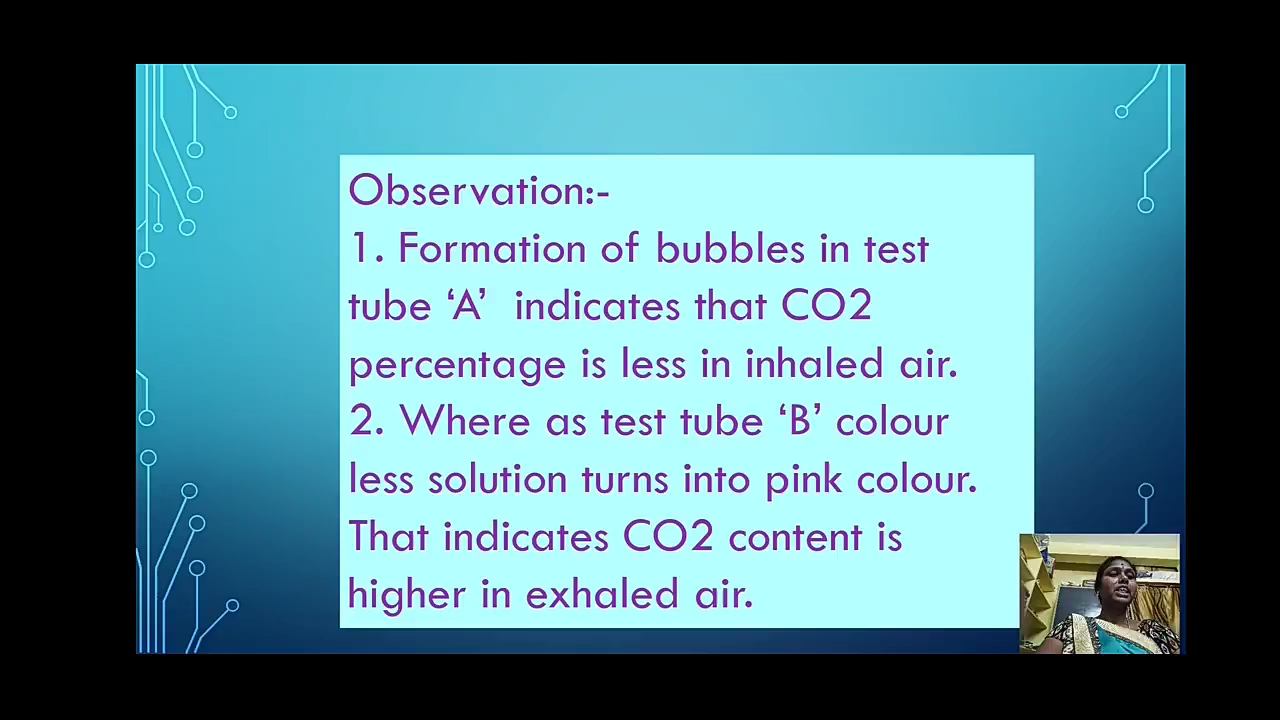 Observation:-
1. Formation of bubbles in test
tube ‘A’  indicates that CO2
percentage is less in inhaled air.
2. Where as test tube ‘B’ colour
less solution turns into pink colour.
That indicates CO2 content is
higher in exhaled air.